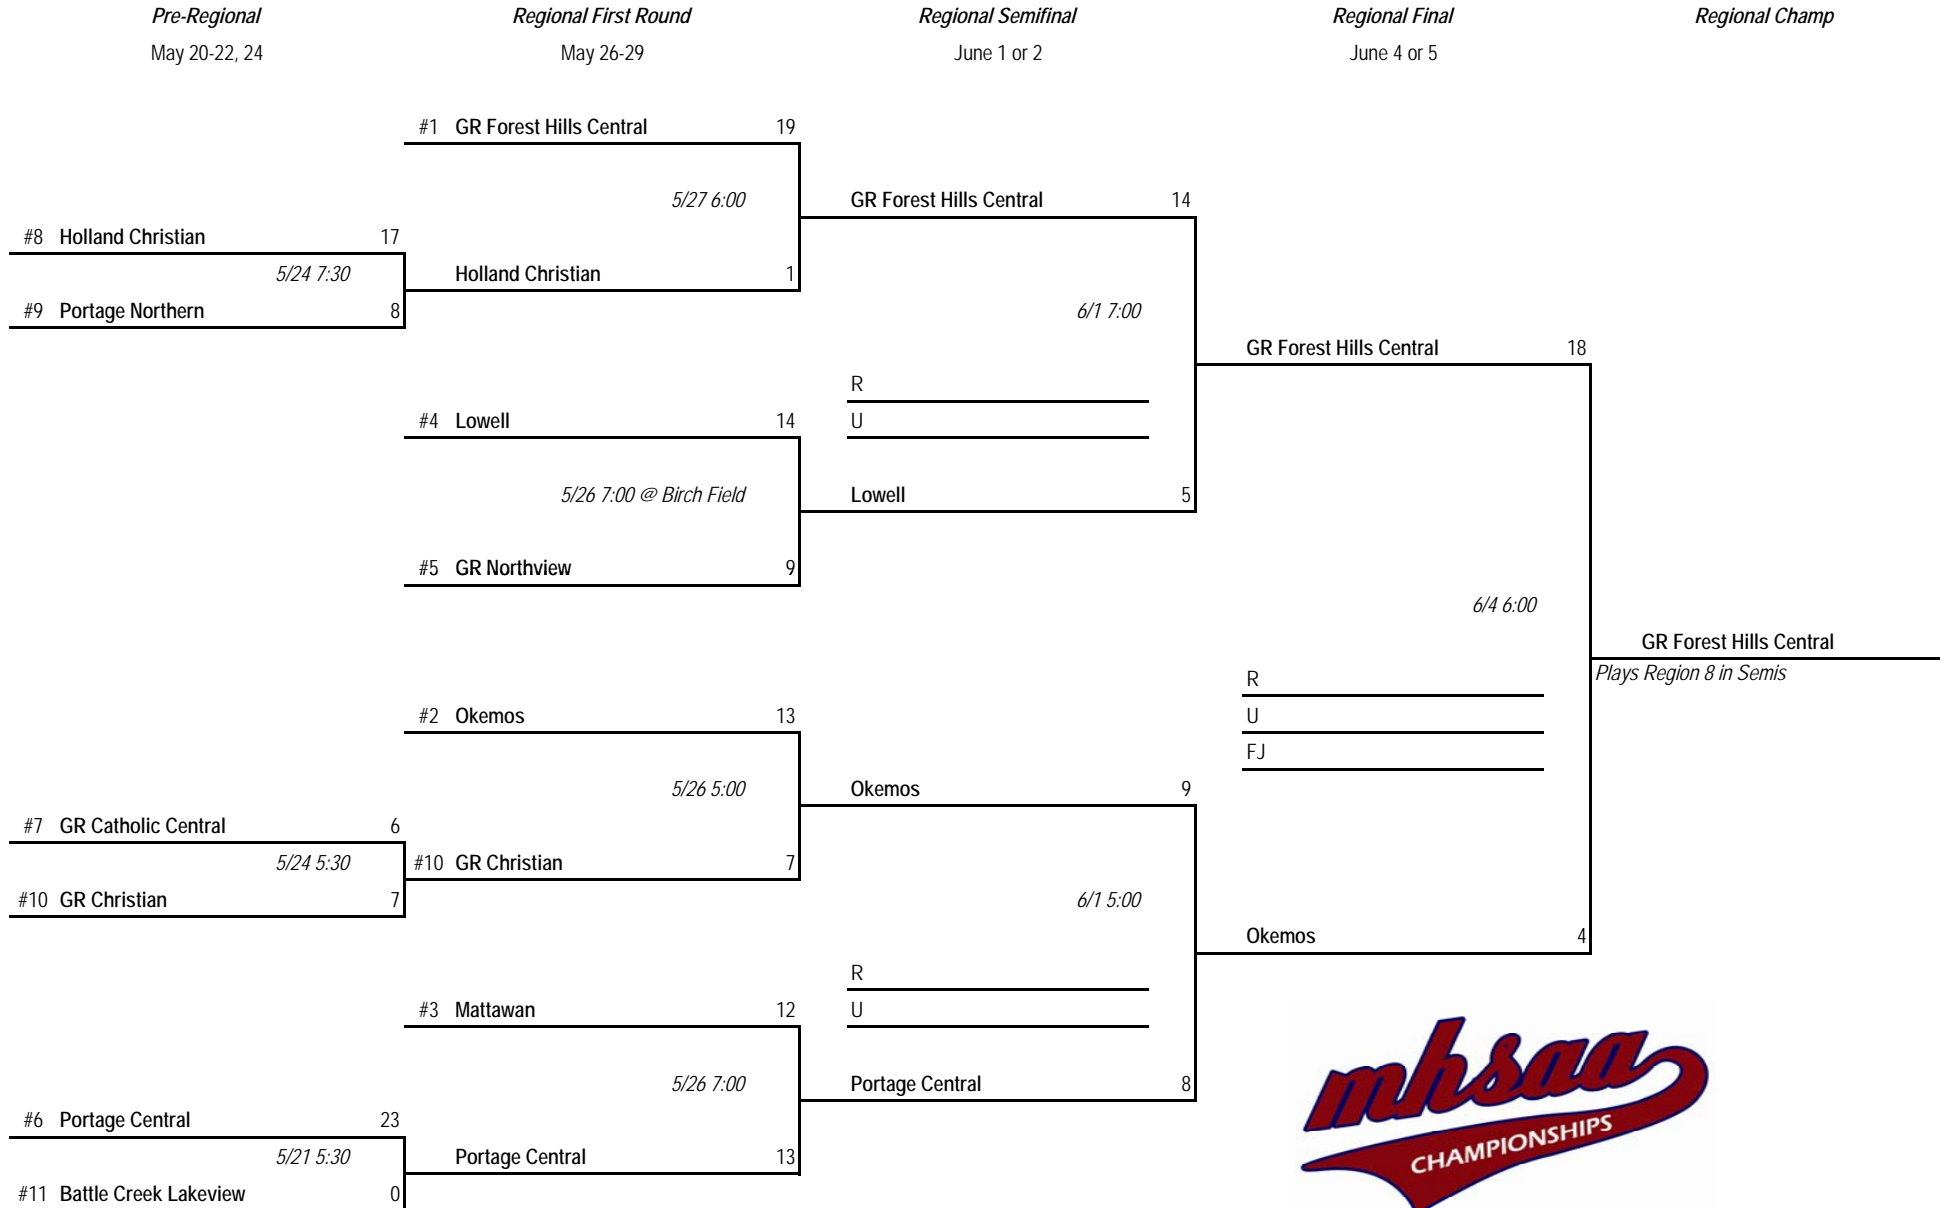 Pre-Regional Regional First Round Regional Semifinal Regional Final Regional Champ
May 20-22, 24 May 26-29 June 1 or 2 June 4 or 5
#1 GR Forest Hills Central 19
5/27 6:00 GR Forest Hills Central 14
#8 Holland Christian 17
5/24 7:30 Holland Christian 1
#9 Portage Northern 8 6/1 7:00
GR Forest Hills Central 18
R
#4 Lowell 14 U
5/26 7:00 @ Birch Field Lowell 5
#5 GR Northview 9
6/4 6:00
GR Forest Hills Central
R Plays Region 8 in Semis
#2 Okemos 13 U
FJ
5/26 5:00 Okemos 9
#7 GR Catholic Central 6
5/24 5:30 #10 GR Christian 7
#10 GR Christian 7 6/1 5:00
Okemos 4
R
#3 Mattawan 12 U
5/26 7:00 Portage Central 8
mhsaa
#6 Portage Central 23
CHAMPIONSHIPS
5/21 5:30 Portage Central 13
#11 Battle Creek Lakeview 0